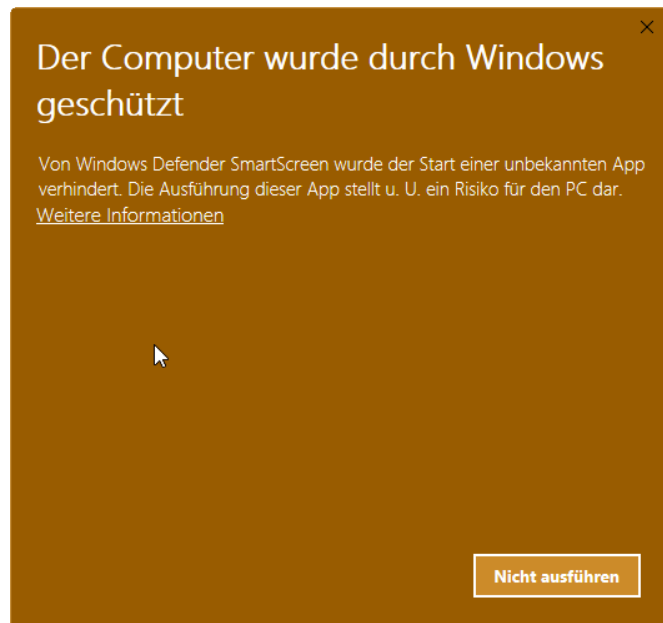 Der Computer wurde durch Windows
geschützt
Von Windows Defender SmartScreen wurde der Start einer unbekannten App
verhindert. Die Ausführung dieser App stellt u. U. ein Risiko für den PC dar.
Weitere Informationen
Nicht ausführen